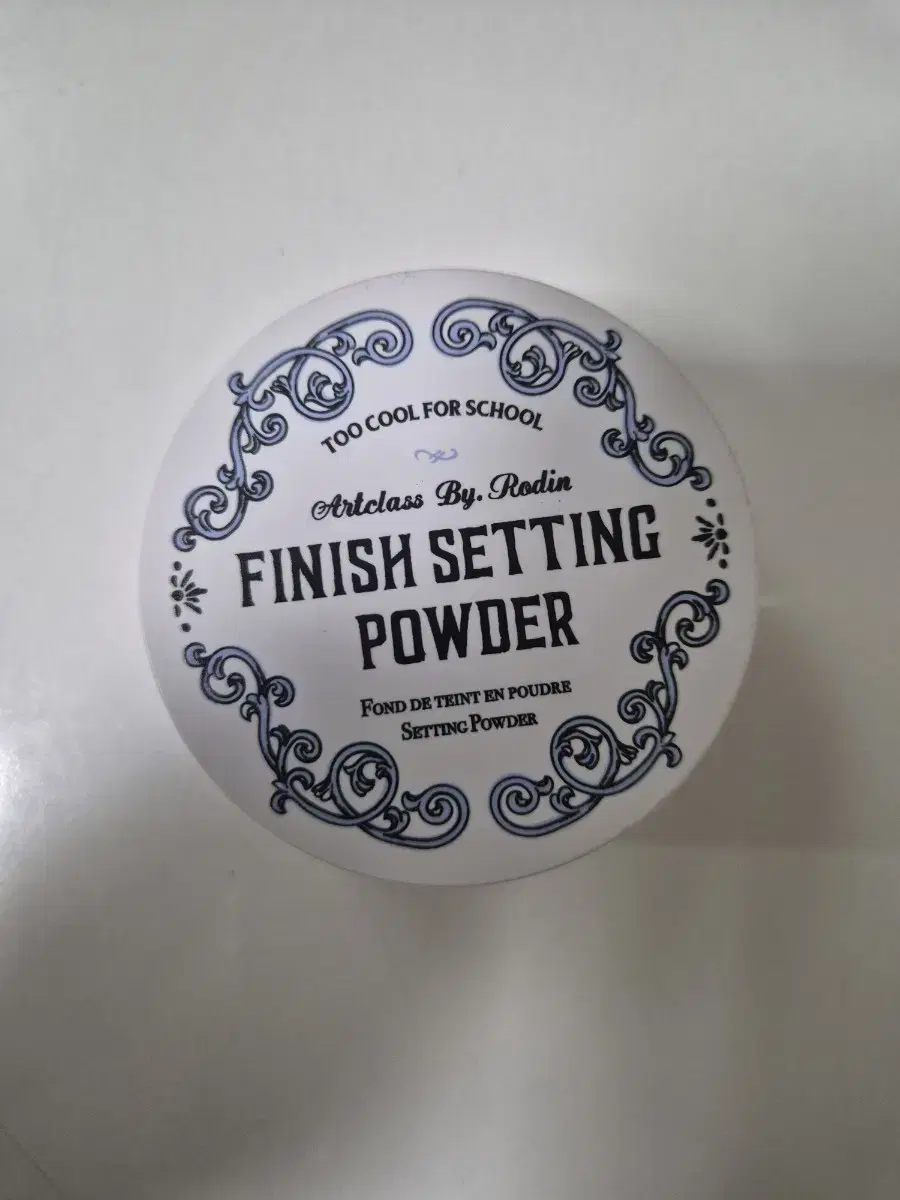 TOO COOL FOR SCHOOL
Artclass By. Rodin
FINISH SETTING
POWDER
FOND DE TEINT EN POUDRE
SETTING POWDER